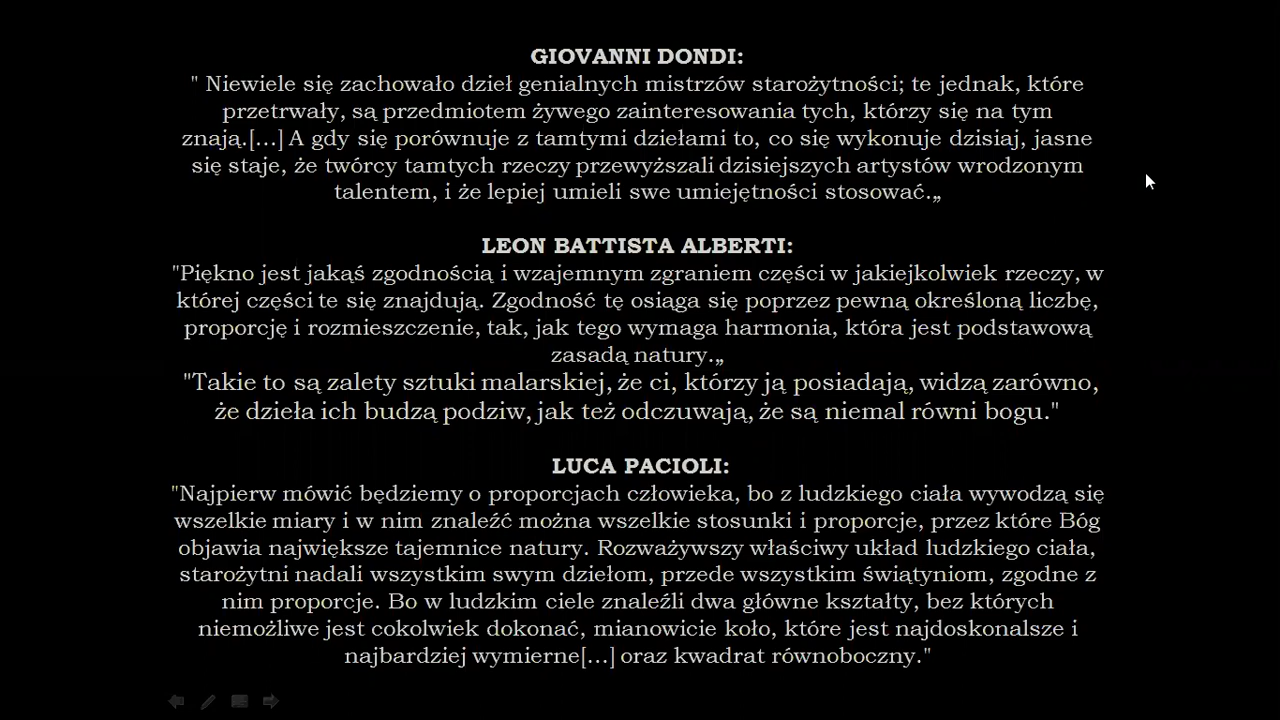 GIOVANNI DONDI:
" Niewiele się zachowało dzieł genialnych mistrzów starożytności; te jednak, które
przetrwały, są przedmiotem żywego zainteresowania tych, którzy się na tym
znają.[...] A gdy się porównuje z tamtymi dziełami to, co się wykonuje dzisiaj, jasne
się staje, że twórcy tamtych rzeczy przewyższali dzisiejszych artystów wrodzonym
talentem, i że lepiej umieli swe umiejętności stosować.„
LEON BATTISTA ALBERTI:
"Piękno jest jakąś zgodnością i wzajemnym zgraniem części w jakiejkolwiek rzeczy, w
której części te się znajdują. Zgodność tę osiąga się poprzez pewną określoną liczbę,
proporcję i rozmieszczenie, tak, jak tego wymaga harmonia, która jest podstawową
zasadą natury.„
"Takie to są zalety sztuki malarskiej, że ci, którzy ją posiadają, widzą zarówno,
że dzieła ich budzą podziw, jak też odczuwają, że są niemal równi bogu."
LUCA PACIOLI:
"Najpierw mówić będziemy o proporcjach człowieka, bo z ludzkiego ciała wywodzą się
wszelkie miary i w nim znaleźć można wszelkie stosunki i proporcje, przez które Bóg
objawia największe tajemnice natury. Rozważywszy właściwy układ ludzkiego ciała,
starożytni nadali wszystkim swym dziełom, przede wszystkim świątyniom, zgodne z
nim proporcje. Bo w ludzkim ciele znaleźli dwa główne kształty, bez których
niemożliwe jest cokolwiek dokonać, mianowicie koło, które jest najdoskonalsze i
najbardziej wymierne[...] oraz kwadrat równoboczny."